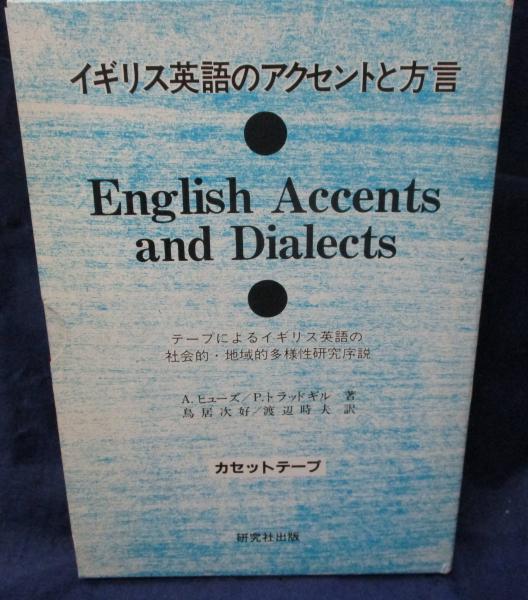 イギリス英語のアクセントと方言
English Accents
and Dialects
テープによるイギリス英語の
社会的・地域的多様性研究序説
A.ヒューズ/P.トラッドギル 著
鳥居次好/渡辺時夫 訳
カセットテープ
研究社出版